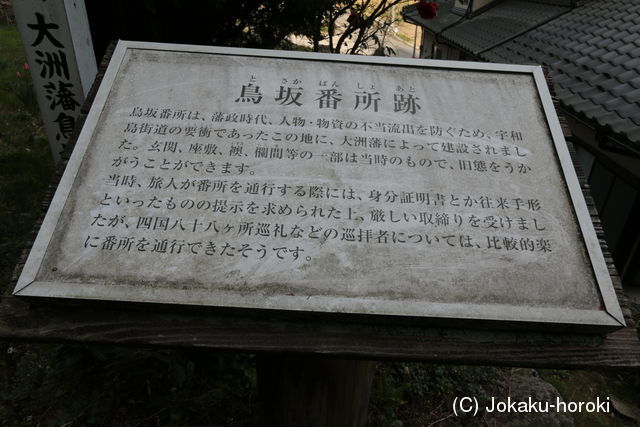 大洲藩鳥
と さか ばん しょ あと
鳥坂番所跡
鳥坂番所は、藩政時代、人物・物資の不当流出を防ぐため、宇和
島街道の要衝であったこの地に、大洲藩によって建設されまし
た。玄関、座敷、襖、欄間等の一部は当時のもので、旧態をうか
がうことができます。
当時、旅人が番所を通行する際には、身分証明書とか往来手形
といったものの提示を求められた上、厳しい取締りを受けまし
たが、四国八十八ヶ所巡礼などの巡拝者については、比較的楽
に番所を通行できたそうです。
(C) Jokaku-horoki